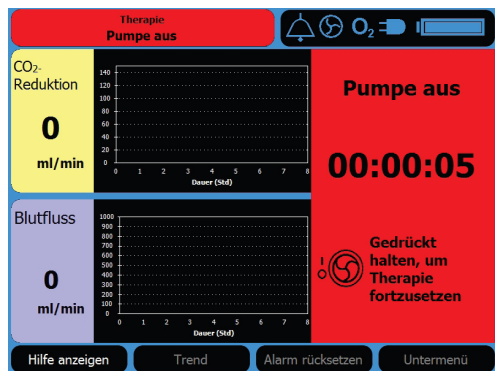 Therapie
Pumpe aus
O2
CO2-
Reduktion
0
ml/min
140
120
100
80
60
40
20
0
0 1 2 3 4 5 6 7 8
Dauer (Std)
Pumpe aus
00:00:05
Blutfluss
0
ml/min
1000
900
800
700
600
500
400
300
200
100
0
0 1 2 3 4 5 6 7 8
Dauer (Std)
Gedrückt
halten, um
Therapie
fortzusetzen
Hilfe anzeigen
Trend
Alarm rücksetzen
Untermenü